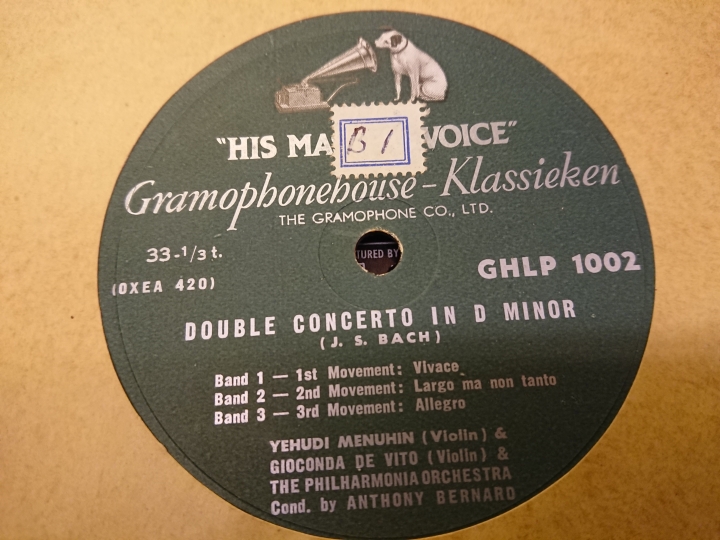 "HIS MA VOICE"
B 1
Gramophonehouse-Klassieken
THE GRAMOPHONE CO., LTD.
33-1/3 t.
TURED BY
GHLP 1002
(OXEA 420)
DOUBLE CONCERTO IN D MINOR
(J. S. BACH)
Band 1 — 1st Movement: Vivace
Band 2 — 2nd Movement: Largo ma non tanto
Band 3 — 3rd Movement: Allegro
YEHUDI MENUHIN (Violin) &
GIOCONDA DE VITO (Violin) &
THE PHILHARMONIA ORCHESTRA
Cond. by ANTHONY BERNARD